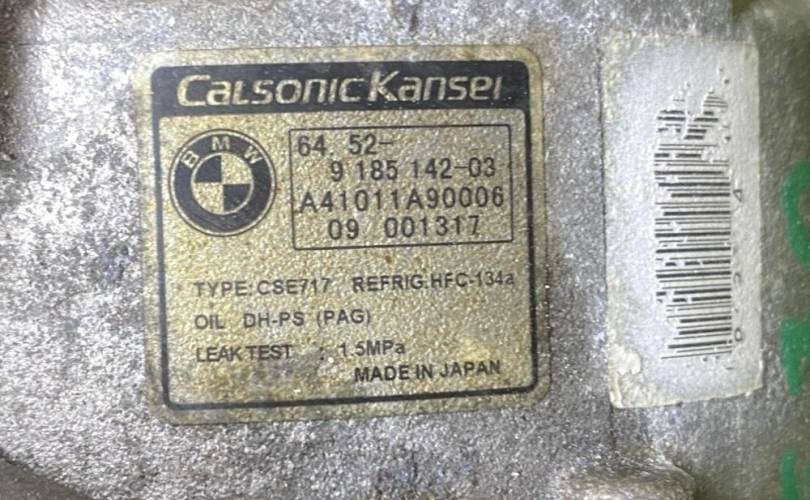 CalsonicKansei
BMW
64 52-
9 185 142-03
A41011A90006
09 001317
TYPE:CSE717 REFRIG:HFC-134a
OIL DH-PS (PAG)
LEAK TEST : 1.5MPa
MADE IN JAPAN